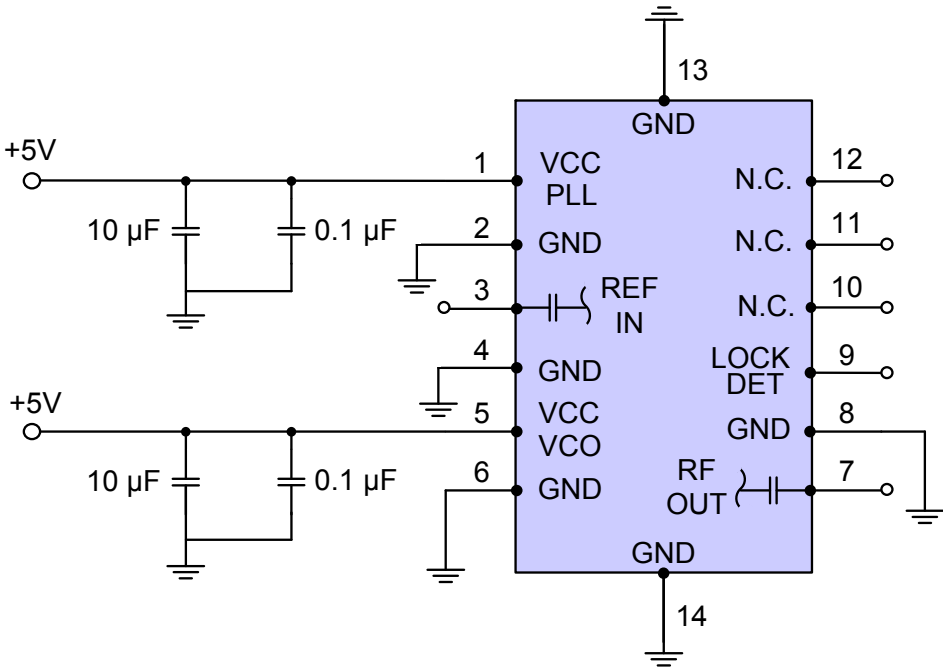 13
GND
+5V
1
VCC
PLL
10 µF
0.1 µF
2
GND
3
REF
IN
4
GND
+5V
5
VCC
VCO
10 µF
0.1 µF
6
GND
12
N.C.
11
N.C.
10
N.C.
9
LOCK
DET
8
GND
7
RF
OUT
GND
14